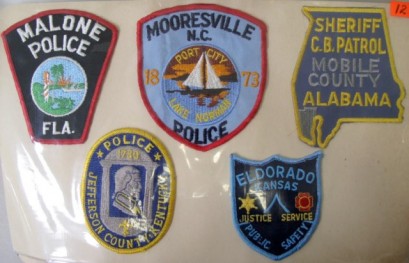 MALONE
POLICE
FLA.
MOORESVILLE
N.C.
PORT CITY
18 73
LAKE NORMAN
POLICE
SHERIFF
C.B. PATROL
MOBILE
COUNTY
ALABAMA
12
POLICE
1780
JEFFERSON COUNTY, KENTUCKY
ELDORADO
KANSAS
JUSTICE SERVICE
PUBLIC SAFETY